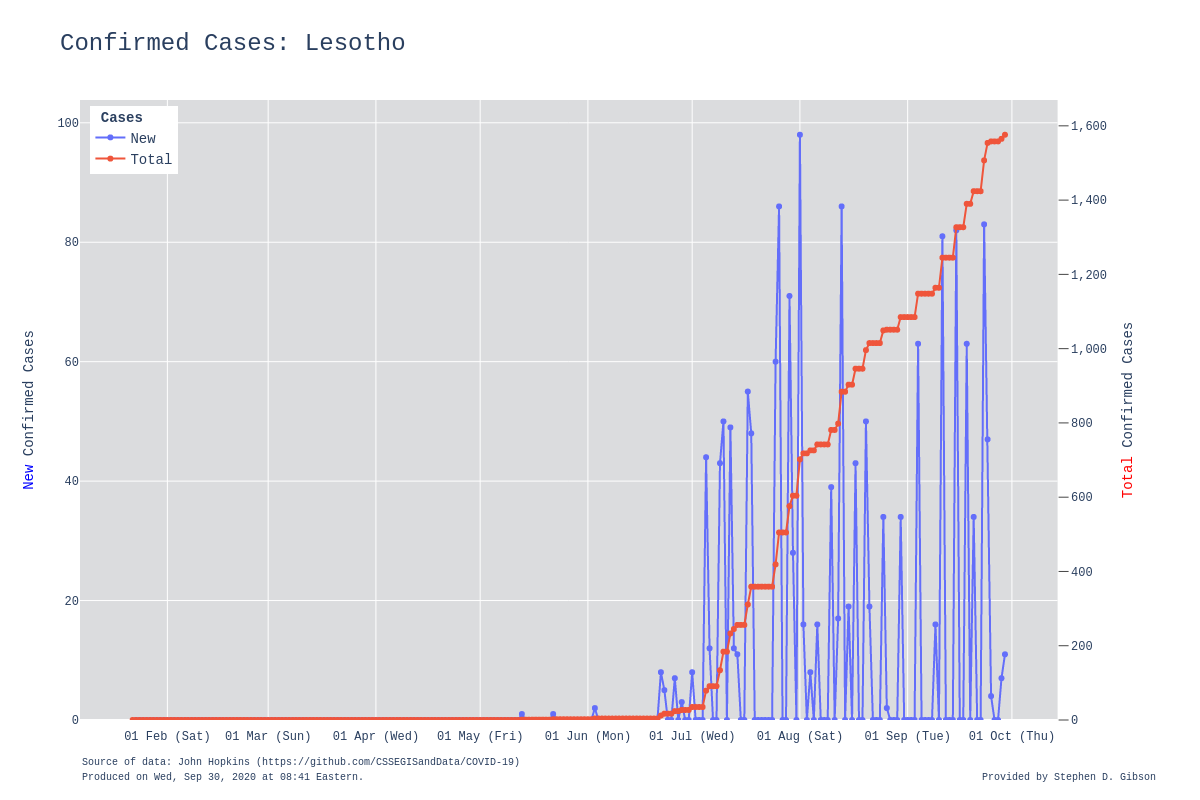 Confirmed Cases: Lesotho
Cases
New
Total
100
80
60
40
20
0
1,600
1,400
1,200
1,000
800
600
400
200
0
New Confirmed Cases
Total Confirmed Cases
01 Feb (Sat)
01 Mar (Sun)
01 Apr (Wed)
01 May (Fri)
01 Jun (Mon)
01 Jul (Wed)
01 Aug (Sat)
01 Sep (Tue)
01 Oct (Thu)
Source of data: John Hopkins (https://github.com/CSSEGISandData/COVID-19)
Produced on Wed, Sep 30, 2020 at 08:41 Eastern.
Provided by Stephen D. Gibson